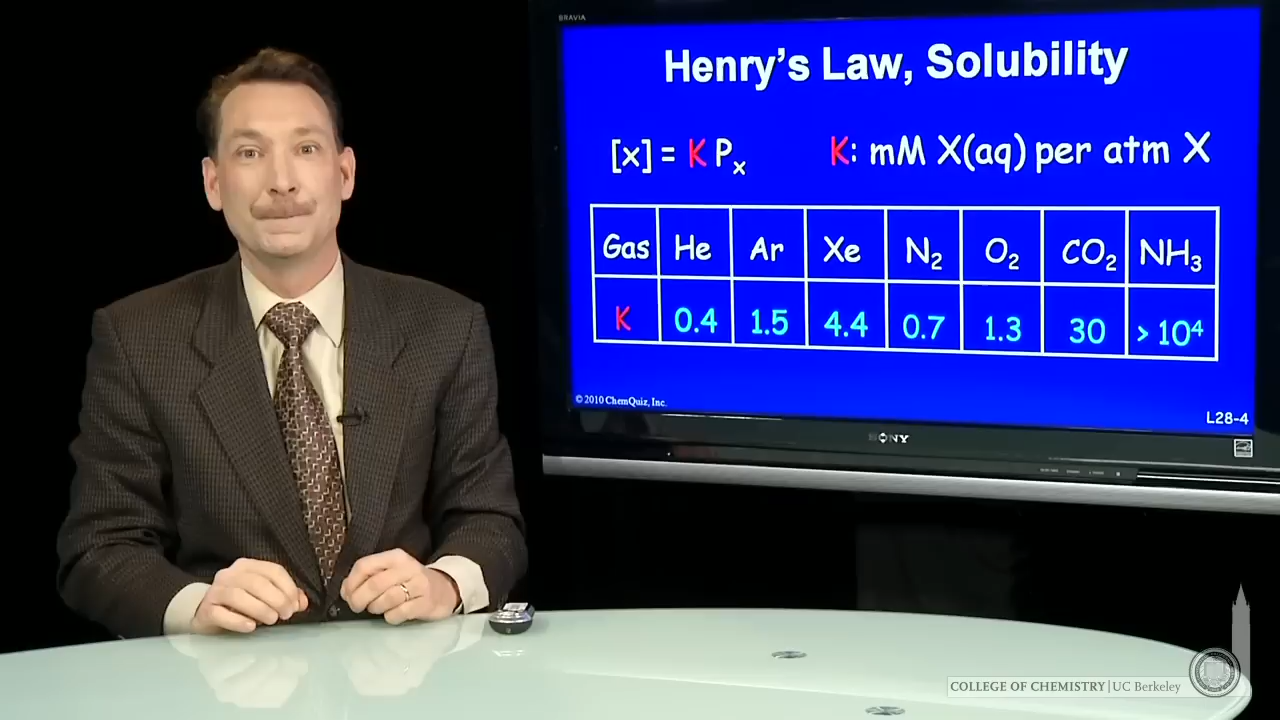 BRAVIA
Henry's Law, Solubility
[x] = K Pₓ K: mM X(aq) per atm X
Gas He Ar Xe N₂ O₂ CO₂ NH₃
K 0.4 1.5 4.4 0.7 1.3 30 > 10⁴
© 2010 ChemQuiz, Inc.
L28-4
SONY
COLLEGE OF CHEMISTRY | UC Berkeley